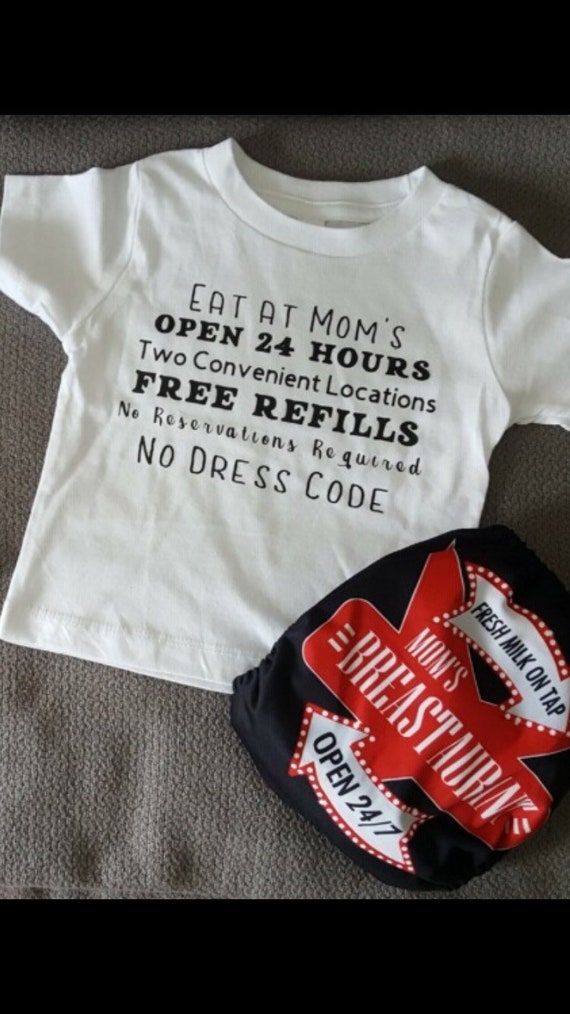 EAT AT MOM'S
OPEN 24 HOURS
Two Convenient Locations
FREE REFILLS
No Reservations Required
NO DRESS CODE
FRESH MILK ON TAP
MOM'S
BREASTAURANT
OPEN 24/7